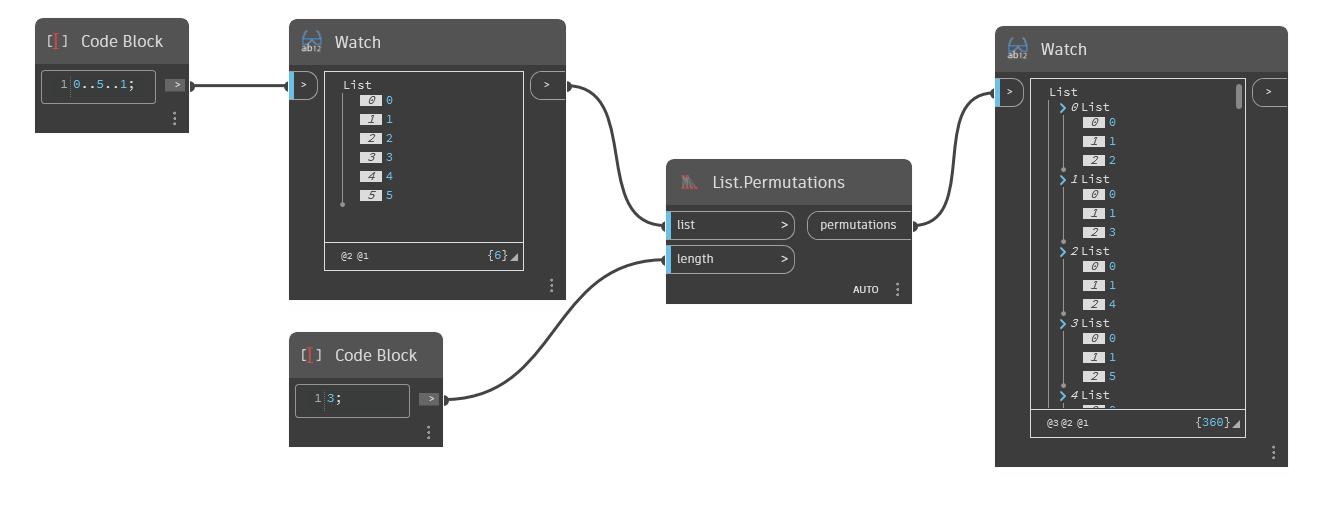 Code Block
1 0..5..1;
>
Watch
ab12
>
List
0 0
1 1
2 2
3 3
4 4
5 5
@2 @1
{6}
>
Code Block
1 3;
>
List.Permutations
list >
length >
permutations
AUTO
Watch
ab12
>
List
0 List
0 0
1 1
2 2
1 List
0 0
1 1
2 3
2 List
0 0
1 1
2 4
3 List
0 0
1 1
2 5
4 List
@3 @2 @1
{360}
>